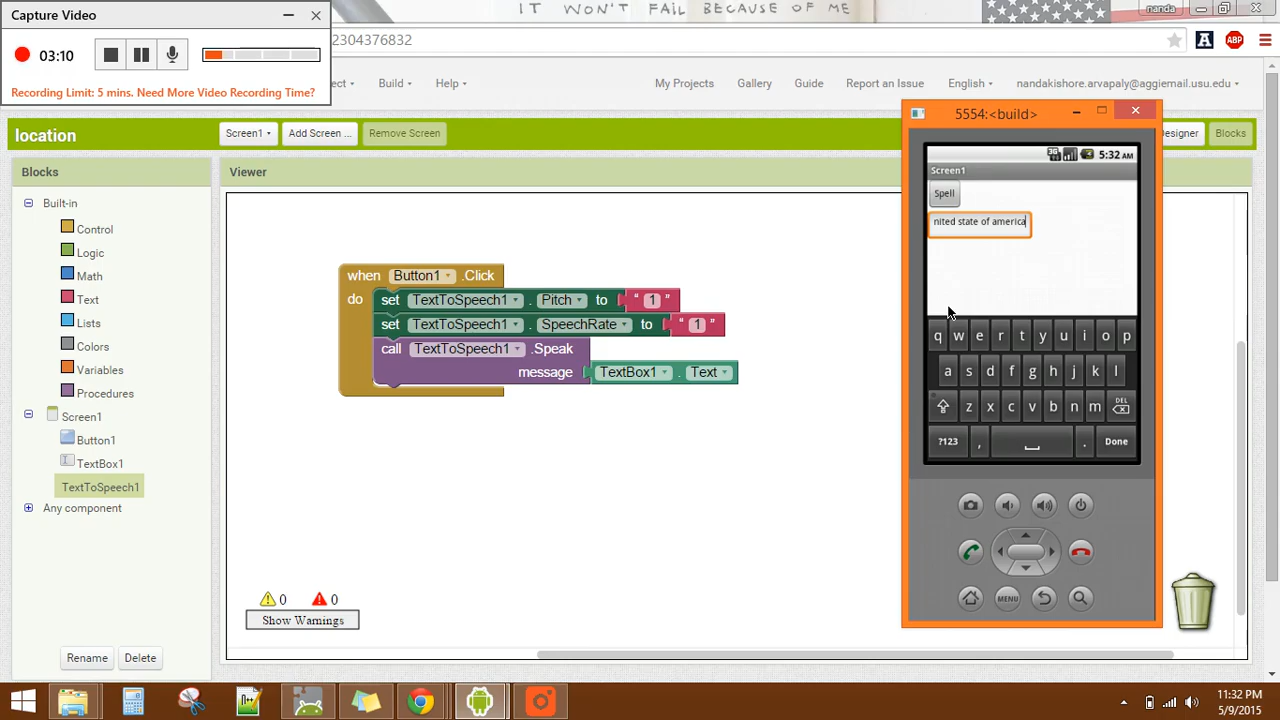 Capture Video
IT WON'T FAIL BECAUSE OF ME
nanda
03:10
2304376832
A
ABP
Recording Limit: 5 mins. Need More Video Recording Time?
Build
Help
My Projects
Gallery
Guide
Report an Issue
English
nandakishore.arvapaly@aggiemail.usu.edu
location
Screen1
Add Screen ...
Remove Screen
Designer
Blocks
5554:<build>
Blocks
Viewer
Built-in
Control
Logic
Math
Text
Lists
Colors
Variables
Procedures
Screen1
Button1
TextBox1
TextToSpeech1
Any component
Rename
Delete
when Button1 .Click
do set TextToSpeech1 . Pitch to " 1 "
set TextToSpeech1 . SpeechRate to " 1 "
call TextToSpeech1 .Speak
message TextBox1 . Text
0 0
Show Warnings
3G 5:32 AM
Screen1
Spell
nited state of america
q w e r t y u i o p
a s d f g h j k l
z x c v b n m DEL
?123 , . Done
MENU
11:32 PM
5/9/2015